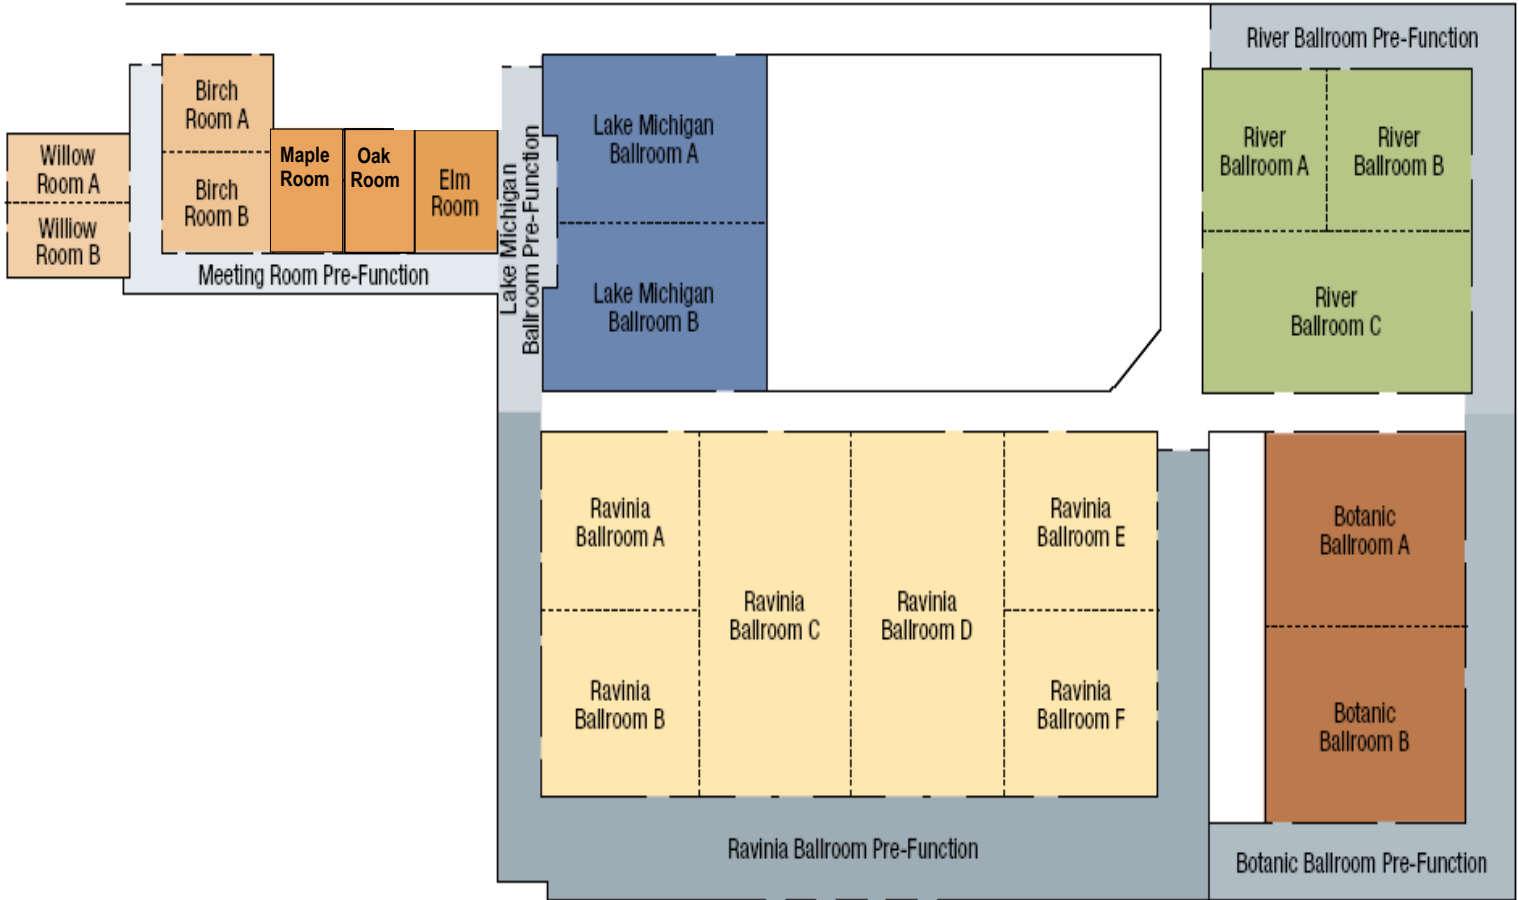 River Ballroom Pre-Function
Birch
Room A
Willow
Room A
Williow
Room B
Birch
Room B
Maple
Room
Oak
Room
Elm
Room
Meeting Room Pre-Function
Lake Michigan
Ballroom Pre-Function
Lake Michigan
Ballroom A
Lake Michigan
Ballroom B
River
Ballroom A
River
Ballroom B
River
Ballroom C
Ravinia
Ballroom A
Ravinia
Ballroom B
Ravinia
Ballroom C
Ravinia
Ballroom D
Ravinia
Ballroom E
Ravinia
Ballroom F
Botanic
Ballroom A
Botanic
Ballroom B
Ravinia Ballroom Pre-Function
Botanic Ballroom Pre-Function